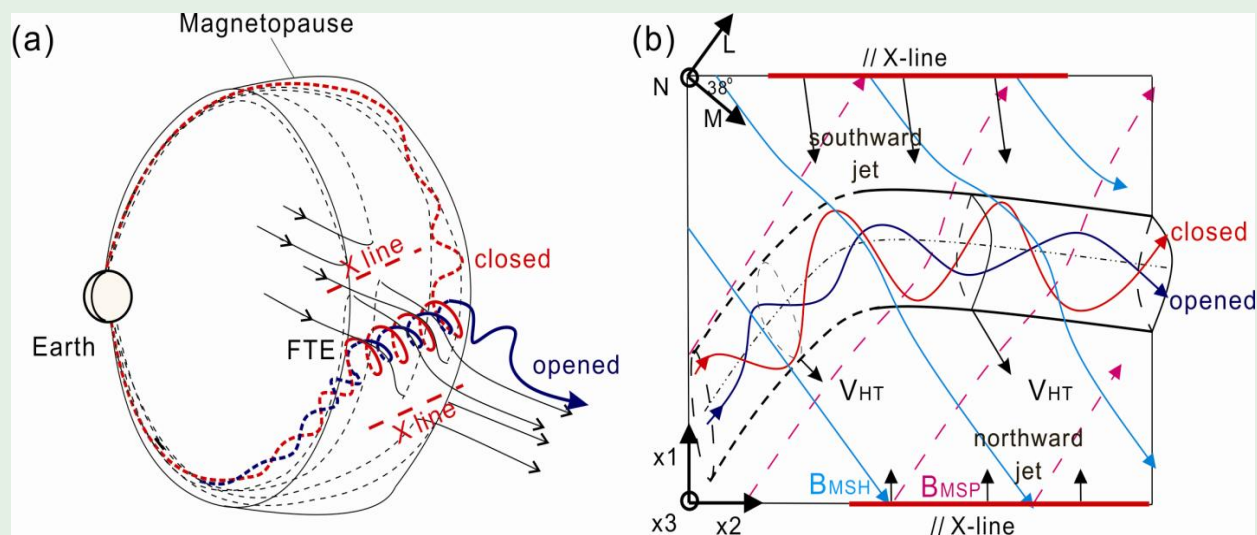 (a)
Magnetopause
X line
closed
Earth
FTE
opened
X line
(b)
L
// X-line
N
38°
M
southward
jet
closed
opened
VHT
VHT
northward
jet
x1
BMSH
BMSP
x3
x2
// X-line